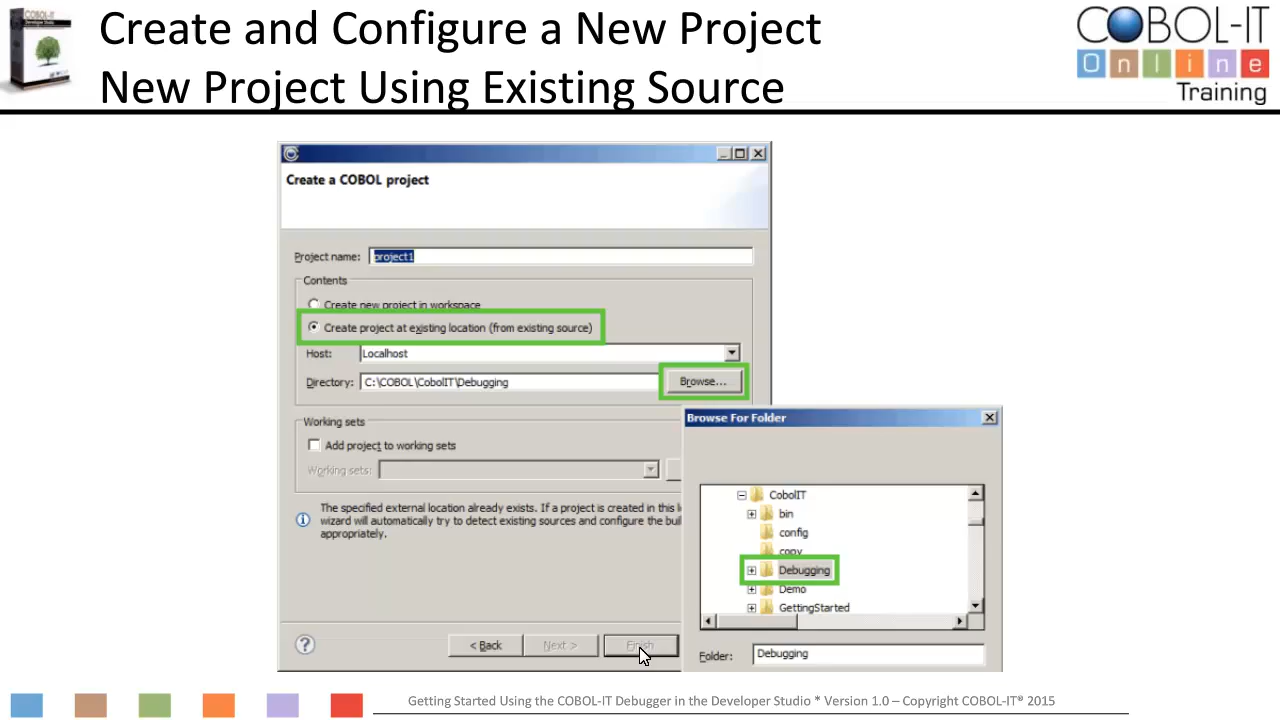 Create and Configure a New Project
New Project Using Existing Source
COBOL-IT
Online
Training
Developer Studio
Create a COBOL project
Project name: project1
Contents
Create new project in workspace
Create project at existing location (from existing source)
Host: Localhost
Directory: C:\COBOL\CobolIT\Debugging
Browse...
Working sets
Add project to working sets
Working sets:
The specified external location already exists. If a project is created in this
wizard will automatically try to detect existing sources and configure the
appropriately.
< Back
Next >
Finish
Browse For Folder
CobolIT
bin
config
copy
Debugging
Demo
GettingStarted
Folder: Debugging
Getting Started Using the COBOL-IT Debugger in the Developer Studio * Version 1.0 – Copyright COBOL-IT® 2015